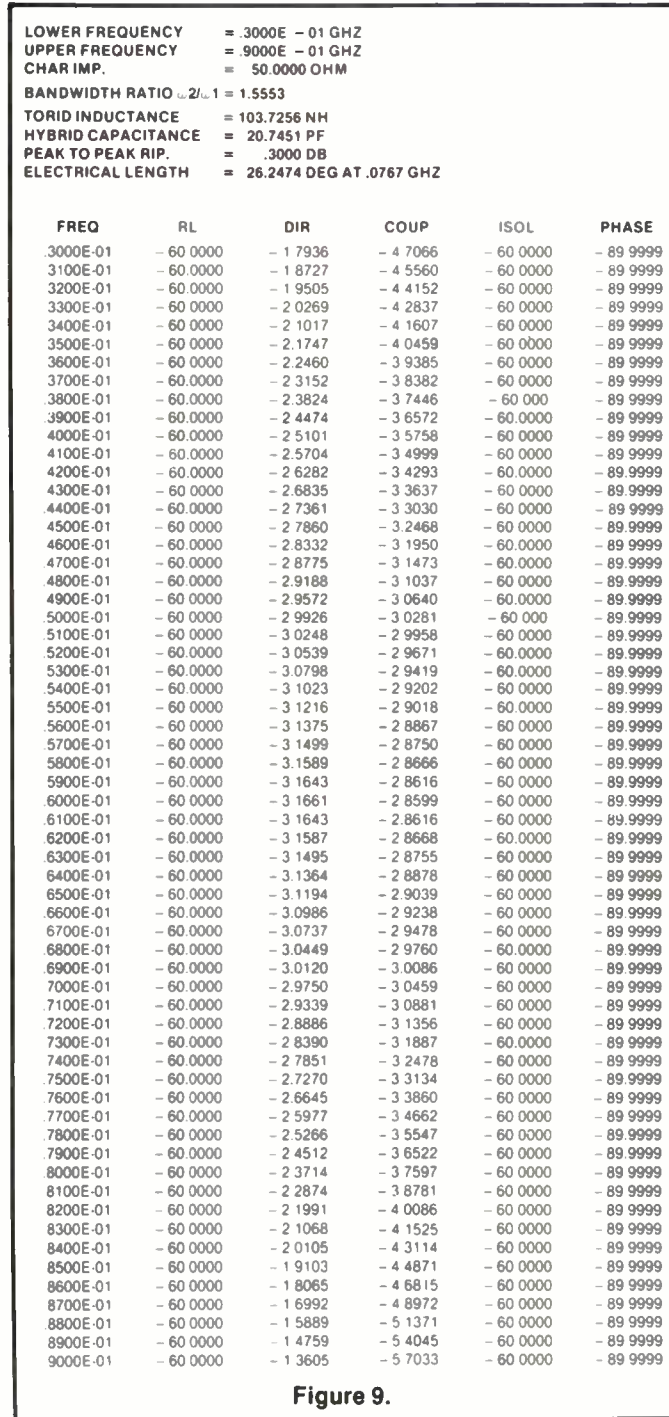 LOWER FREQUENCY = .3000E – 01 GHZ
UPPER FREQUENCY = .9000E – 01 GHZ
CHAR IMP. = 50.0000 OHM
BANDWIDTH RATIO ω2/ω1 = 1.5553
TORID INDUCTANCE = 103.7256 NH
HYBRID CAPACITANCE = 20.7451 PF
PEAK TO PEAK RIP. = .3000 DB
ELECTRICAL LENGTH = 26.2474 DEG AT .0767 GHZ
FREQ RL DIR COUP ISOL PHASE
.3000E-01 – 60 0000 – 1 7936 – 4 7066 – 60 0000 – 89 9999
3100E-01 – 60.0000 – 1 8727 – 4 5560 – 60 0000 – 89 9999
3200E-01 – 60.0000 – 1 9505 – 4 4152 – 60 0000 – 89 9999
3300E-01 – 60 0000 – 2 0269 – 4 2837 – 60 0000 – 89 9999
3400E-01 – 60 0000 – 2 1017 – 4 1607 – 60 0000 – 89 9999
3500E-01 – 60 0000 – 2.1747 – 4 0459 – 60 0000 – 89 9999
3600E-01 – 60.0000 – 2.2460 – 3 9385 – 60 0000 – 89 9999
3700E-01 – 60.0000 – 2 3152 – 3 8382 – 60 0000 – 89 9999
.3800E-01 – 60.0000 – 2.3824 – 3 7446 – 60 000 – 89 9999
.3900E-01 – 60.0000 – 2 4474 – 3 6572 – 60.0000 – 89 9999
4000E-01 – 60.0000 – 2 5101 – 3 5758 – 60 0000 – 89 9999
4100E-01 – 60.0000 – 2.5704 – 3 4999 – 60 0000 – 89 9999
4200E-01 – 60.0000 – 2 6282 – 3 4293 – 60.0000 – 89 9999
4300E-01 – 60 0000 – 2.6835 – 3 3637 – 60 0000 – 89.9999
.4400E-01 – 60 0000 – 2 7361 – 3 3030 – 60 0000 – 89 9999
4500E-01 – 60 0000 – 2 7860 – 3.2468 – 60 0000 – 89.9999
4600E-01 – 60.0000 – 2.8332 – 3 1950 – 60.0000 – 89.9999
.4700E-01 – 60 0000 – 2 8775 – 3 1473 – 60.0000 – 89.9999
.4800E-01 – 60 0000 – 2.9188 – 3 1037 – 60.0000 – 89.9999
4900E-01 – 60 0000 – 2.9572 – 3 0640 – 60.0000 – 89.9999
.5000E-01 – 60 0000 – 2 9926 – 3 0281 – 60 000 – 89.9999
.5100E-01 – 60 0000 – 3 0248 – 2 9958 – 60 0000 – 89 9999
.5200E-01 – 60 0000 – 3 0539 – 2 9671 – 60 0000 – 89 9999
5300E-01 – 60.0000 – 3.0798 – 2 9419 – 60.0000 – 89.9999
.5400E-01 – 60 0000 – 3 1023 – 2 9202 – 60 0000 – 89.9999
5500E-01 – 60 0000 – 3 1216 – 2 9018 – 60.0000 – 89.9999
.5600E-01 – 60 0000 – 3 1375 – 2 8867 – 60 0000 – 89 9999
.5700E-01 – 60 0000 – 3 1499 – 2 8750 – 60 0000 – 89.9999
5800E-01 – 60 0000 – 3.1589 – 2 8666 – 60 0000 – 89 9999
5900E-01 – 60 0000 – 3 1643 – 2 8616 – 60 0000 – 89 9999
.6000E-01 – 60 0000 – 3 1661 – 2 8599 – 60 0000 – 89 9999
.6100E-01 – 60 0000 – 3 1643 – 2.8616 – 60 0000 – 89.9999
.6200E-01 – 60 0000 – 3 1587 – 2 8668 – 60.0000 – 89 9999
.6300E-01 – 60 0000 – 3 1495 – 2 8755 – 60 0000 – 89 9999
6400E-01 – 60 0000 – 3.1364 – 2 8878 – 60 0000 – 89 9999
6500E-01 – 60 0000 – 3.1194 – 2.9039 – 60 0000 – 89 9999
.6600E-01 – 60.0000 – 3.0986 – 2 9238 – 60 0000 – 89.9999
6700E-01 – 60.0000 – 3.0737 – 2 9478 – 60 0000 – 89 9999
.6800E-01 – 60.0000 – 3.0449 – 2 9760 – 60.0000 – 89 9999
.6900E-01 – 60.0000 – 3.0120 – 3.0086 – 60 0000 – 89 9999
7000E-01 – 60.0000 – 2.9750 – 3 0459 – 60 0000 – 89 9999
.7100E-01 – 60.0000 – 2.9339 – 3 0881 – 60 0000 – 89 9999
.7200E-01 – 60.0000 – 2.8886 – 3 1356 – 60 0000 – 89 9999
7300E-01 – 60.0000 – 2 8390 – 3 1887 – 60.0000 – 89 9999
7400E-01 – 60.0000 – 2.7851 – 3 2478 – 60 0000 – 89 9999
.7500E-01 – 60.0000 – 2.7270 – 3 3134 – 60 0000 – 89.9999
.7600E-01 – 60.0000 – 2.6645 – 3 3860 – 60 0000 – 89 9999
.7700E-01 – 60.0000 – 2 5977 – 3 4662 – 60 0000 – 89 9999
.7800E-01 – 60 0000 – 2.5266 – 3 5547 – 60 0000 – 89.9999
.7900E-01 – 60 0000 – 2 4512 – 3 6522 – 60 0000 – 89 9999
.8000E-01 – 60 0000 – 2.3714 – 3 7597 – 60 0000 – 89 9999
8100E-01 – 60 0000 – 2 2874 – 3 8781 – 60 0000 – 89 9999
8200E-01 – 60 0000 – 2 1991 – 4 0086 – 60 0000 – 89 9999
8300E-01 – 60 0000 – 2 1068 – 4 1525 – 60 0000 – 89 9999
8400E-01 – 60 0000 – 2 0105 – 4 3114 – 60 0000 – 89 9999
8500E-01 – 60 0000 – 1 9103 – 4 4871 – 60 0000 – 89 9999
8600E-01 – 60 0000 – 1 8065 – 4 6815 – 60 0000 – 89 9999
8700E-01 – 60 0000 – 1 6992 – 4 8972 – 60 0000 – 89 9999
.8800E-01 – 60 0000 – 1 5889 – 5 1371 – 60 0000 – 89 9999
8900E-01 – 60 0000 – 1 4759 – 5 4045 – 60 0000 – 89 9999
9000E-01 – 60 0000 – 1 3605 – 5 7033 – 60 0000 – 89 9999
Figure 9.